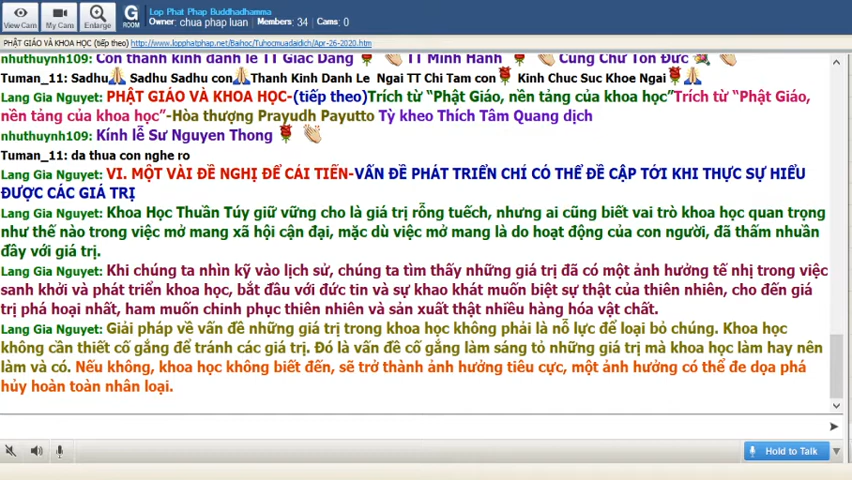 Lop Phat Phap Buddhadhamma
Owner: chua phap luan Members: 34 Cams: 0
View Cam
My Cam
Enlarge
G
ROOM
PHẬT GIÁO VÀ KHOA HỌC (tiếp theo) http://www.lopphatphap.net/Baihoc/Tuhocmuadaidich/Apr-26-2020.htm
nhuthuynh109: Con thanh kinh danh le TT Giac Dang 🌹 👏 TT Minh Hanh 🌹 👏 Cung Chu Ton Duc 💐 👏
Tuman_11: Sadhu🙏 Sadhu Sadhu con🙏Thanh Kinh Danh Le Ngai TT Chi Tam con🌹 Kinh Chuc Suc Khoe Ngai🌹🙏
Lang Gia Nguyet: PHẬT GIÁO VÀ KHOA HỌC-(tiếp theo)Trích từ “Phật Giáo, nền tảng của khoa học”Trích từ “Phật Giáo,
nền tảng của khoa học”-Hòa thượng Prayudh Payutto Tỳ kheo Thích Tâm Quang dịch
nhuthuynh109: Kính lễ Sư Nguyen Thong 🌹 👏
Tuman_11: da thua con nghe ro
Lang Gia Nguyet: VI. MỘT VÀI ĐỀ NGHỊ ĐỂ CẢI TIẾN-VẤN ĐỀ PHÁT TRIỂN CHỈ CÓ THỂ ĐỀ CẬP TỚI KHI THỰC SỰ HIỂU
ĐƯỢC CÁC GIÁ TRỊ
Lang Gia Nguyet: Khoa Học Thuần Túy giữ vững cho là giá trị rỗng tuếch, nhưng ai cũng biết vai trò khoa học quan trọng
như thế nào trong việc mở mang xã hội cận đại, mặc dù việc mở mang là do hoạt động của con người, đã thấm nhuần
đầy với giá trị.
Lang Gia Nguyet: Khi chúng ta nhìn kỹ vào lịch sử, chúng ta tìm thấy những giá trị đã có một ảnh hưởng tế nhị trong việc
sanh khởi và phát triển khoa học, bắt đầu với đức tin và sự khao khát muốn biệt sự thật của thiên nhiên, cho đến giá
trị phá hoại nhất, ham muốn chinh phục thiên nhiên và sản xuất thật nhiều hàng hóa vật chất.
Lang Gia Nguyet: Giải pháp về vấn đề những giá trị trong khoa học không phải là nỗ lực để loại bỏ chúng. Khoa học
không cần thiết cố gắng để tránh các giá trị. Đó là vấn đề cố gắng làm sáng tỏ những giá trị mà khoa học làm hay nên
làm và có. Nếu không, khoa học không biết đến, sẽ trở thành ảnh hưởng tiêu cực, một ảnh hưởng có thể đe dọa phá
hủy hoàn toàn nhân loại.
Hold to Talk